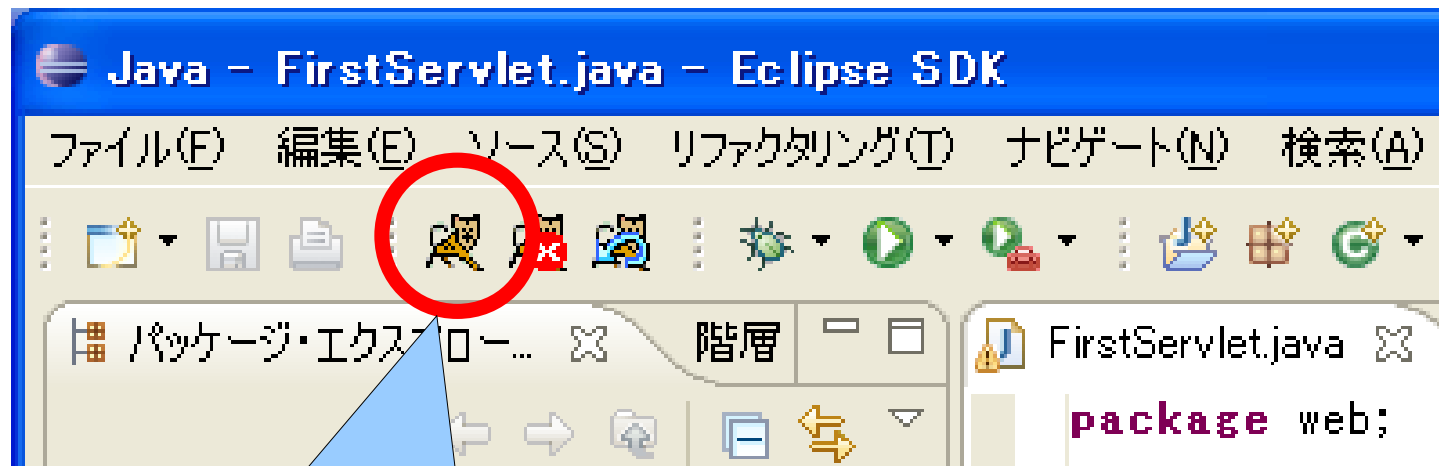 Java - FirstServlet.java - Eclipse SDK
ファイル(F) 編集(E) ソース(S) リファクタリング(T) ナビゲート(N) 検索(A)
パッケージ・エクスプロー... 階層 FirstServlet.java
package web;